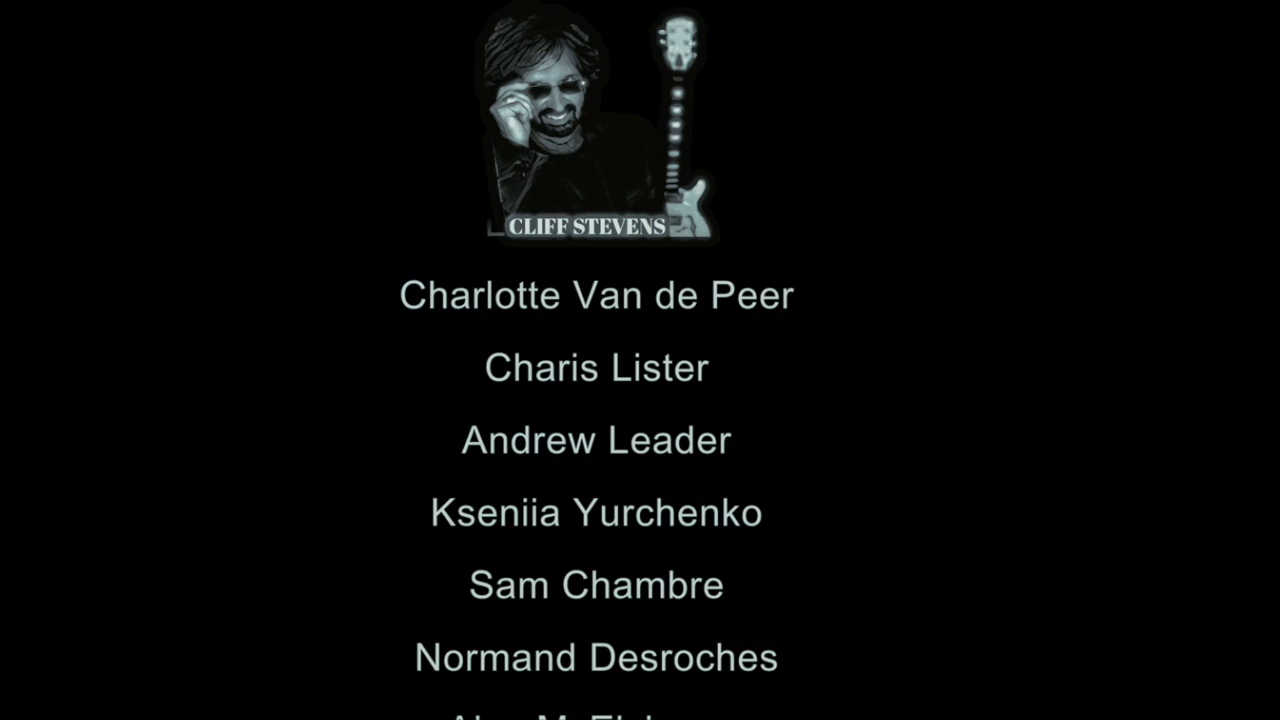 CLIFF STEVENS
Charlotte Van de Peer
Charis Lister
Andrew Leader
Kseniia Yurchenko
Sam Chambre
Normand Desroches